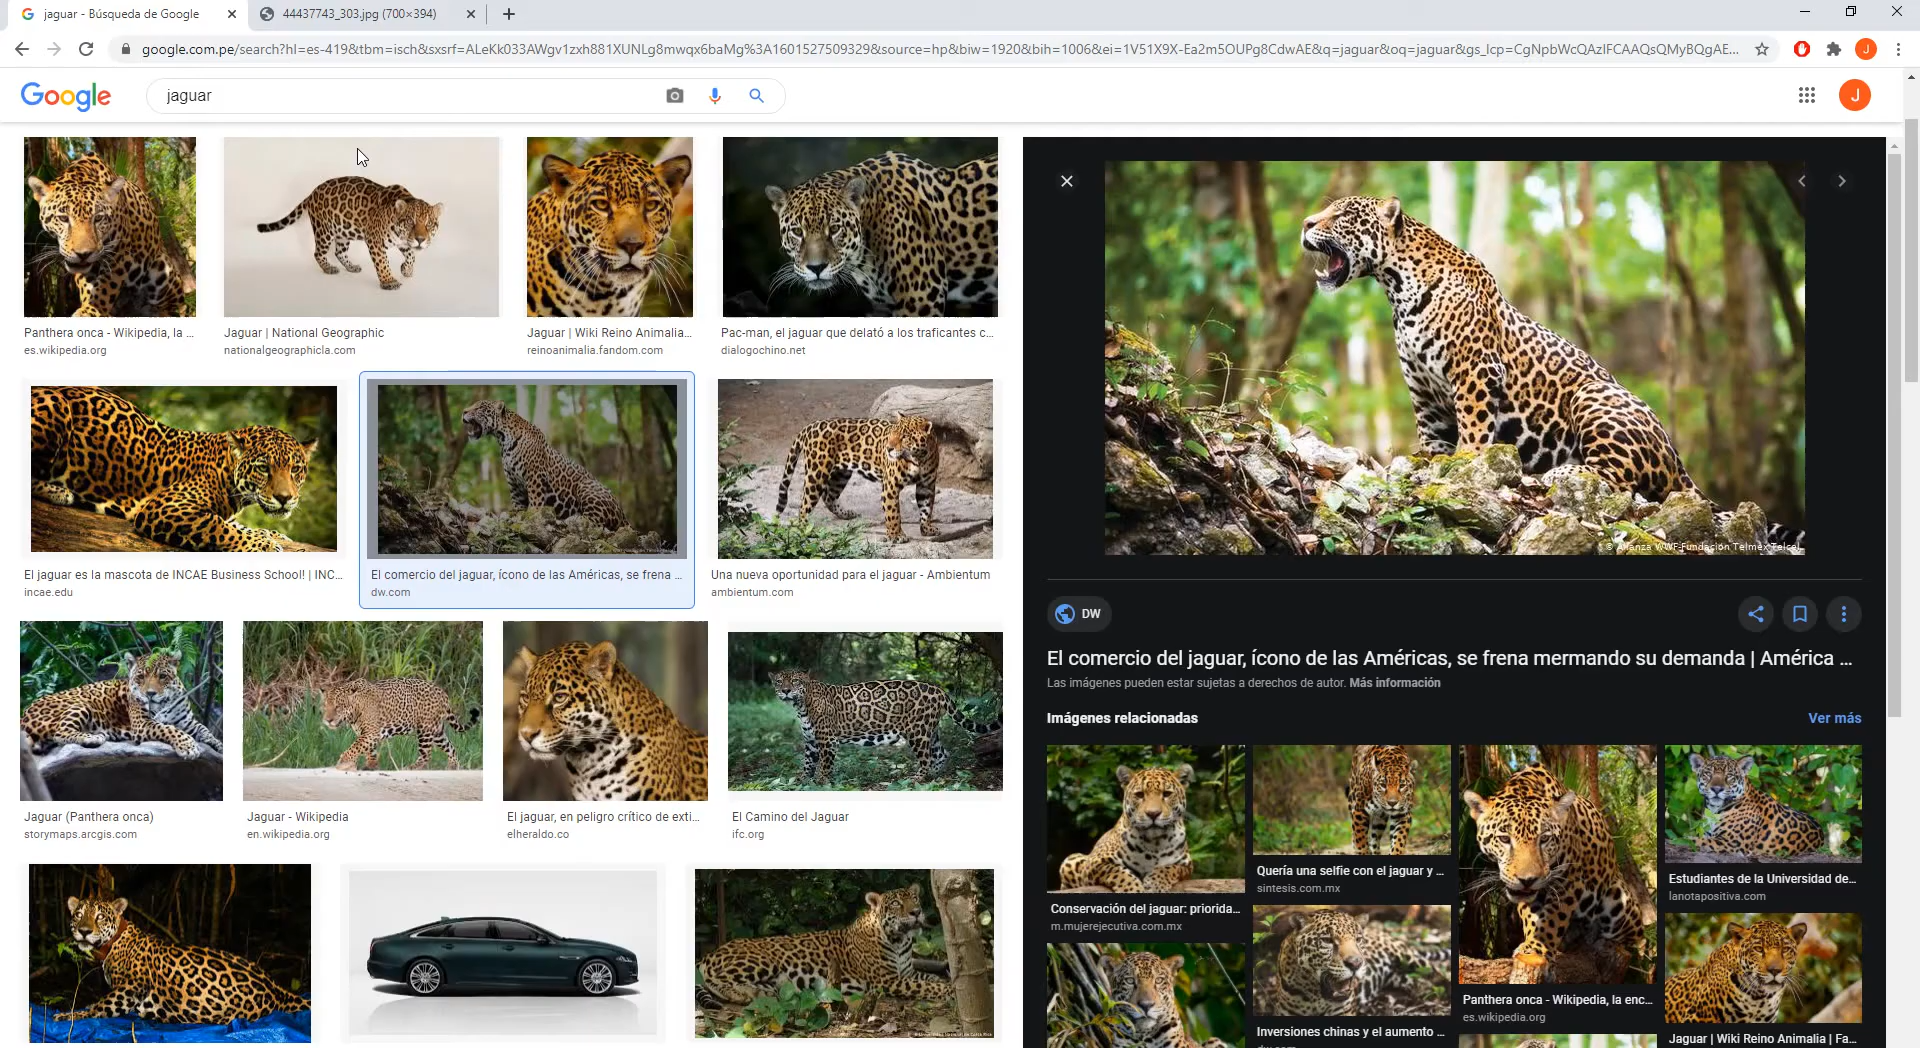 jaguar - Búsqueda de Google
44437743_303.jpg (700×394)
google.com.pe/search?hl=es-419&tbm=isch&sxsrf=ALeKk033AWgv1zxh881XUNLg8mwqx6baMg%3A1601527509329&source=hp&biw=1920&bih=1006&ei=1V51X9X-Ea2m5OUPg8CdwAE&q=jaguar&oq=jaguar&gs_lcp=CgNpbWcQAzIFCAAQsQMyBQgAE...
J
Google
jaguar
J
Panthera onca - Wikipedia, la ...
es.wikipedia.org
Jaguar | National Geographic
nationalgeographicla.com
Jaguar | Wiki Reino Animalia...
reinoanimalia.fandom.com
Pac-man, el jaguar que delató a los traficantes c...
dialogochino.net
El jaguar es la mascota de INCAE Business School! | INC...
incae.edu
El comercio del jaguar, ícono de las Américas, se frena ...
dw.com
Una nueva oportunidad para el jaguar - Ambientum
ambientum.com
Jaguar (Panthera onca)
storymaps.arcgis.com
Jaguar - Wikipedia
en.wikipedia.org
El jaguar, en peligro crítico de exti...
elheraldo.co
El Camino del Jaguar
ifc.org
© Alianza WWF-Fundación Telmex Telcel
DW
El comercio del jaguar, ícono de las Américas, se frena mermando su demanda | América ...
Las imágenes pueden estar sujetas a derechos de autor. Más información
Imágenes relacionadas
Ver más
Conservación del jaguar: priorida...
m.mujerejecutiva.com.mx
Quería una selfie con el jaguar y ...
sintesis.com.mx
Inversiones chinas y el aumento ...
Panthera onca - Wikipedia, la enc...
es.wikipedia.org
Estudiantes de la Universidad de...
lanotapositiva.com
Jaguar | Wiki Reino Animalia | Fa...